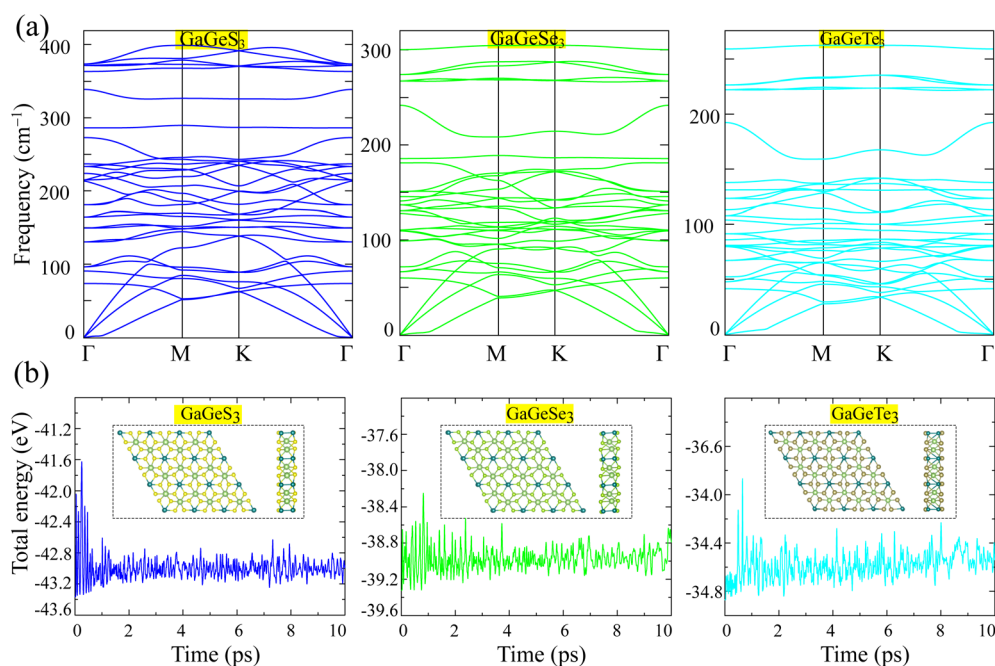 (a)
GaGeS3
GaGeSe3
GaGeTe3
Frequency (cm⁻¹)
400
300
200
100
0
300
200
100
0
200
100
0
Γ M K Γ
Γ M K Γ
Γ M K Γ
(b)
GaGeS3
GaGeSe3
GaGeTe3
Total energy (eV)
-41.2
-41.6
-42.0
-42.4
-42.8
-43.2
-43.6
-37.6
-38.0
-38.4
-38.8
-39.2
-39.6
-36.6
-34.0
-34.4
-34.8
0 2 4 6 8 10
0 2 4 6 8 10
0 2 4 6 8 10
Time (ps)
Time (ps)
Time (ps)